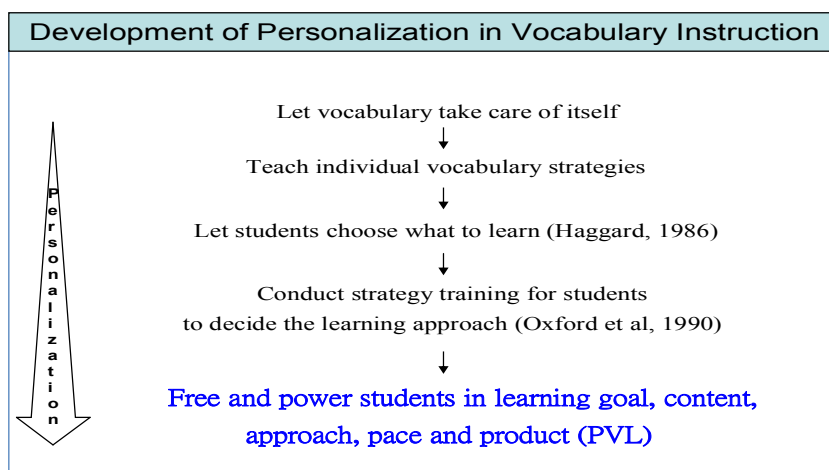 Development of Personalization in Vocabulary Instruction
Let vocabulary take care of itself
Teach individual vocabulary strategies
Let students choose what to learn (Haggard, 1986)
Conduct strategy training for students
to decide the learning approach (Oxford et al, 1990)
Free and power students in learning goal, content,
approach, pace and product (PVL)
Personalization